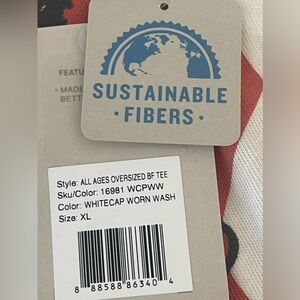 SUSTAINABLE
• FIBERS •
FEATU
• MADE
BETT
Style: ALL AGES OVERSIZED BF TEE
Sku/Color: 16981 WCPWW
Color: WHITECAP WORN WASH
Size: XL
8 88588 86340 4